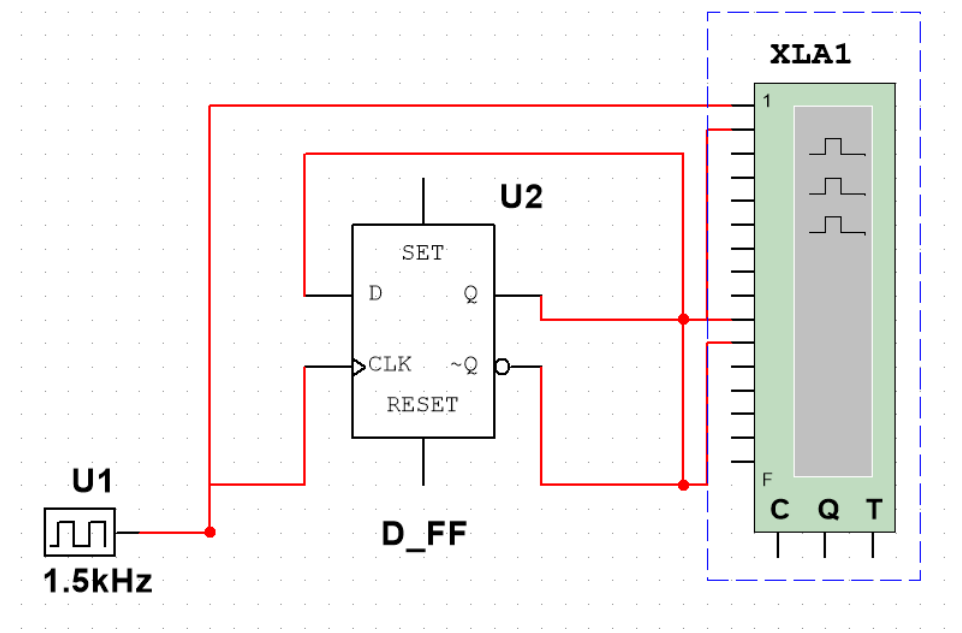 XLA1
1
U2
SET
D Q
CLK ~Q
RESET
F
U1
C Q T
D_FF
1.5kHz